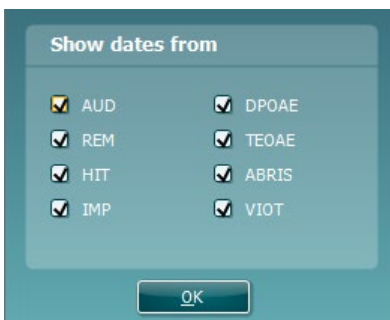 Show dates from
AUD
DPOAE
REM
TEOAE
HIT
ABRIS
IMP
VIOT
OK